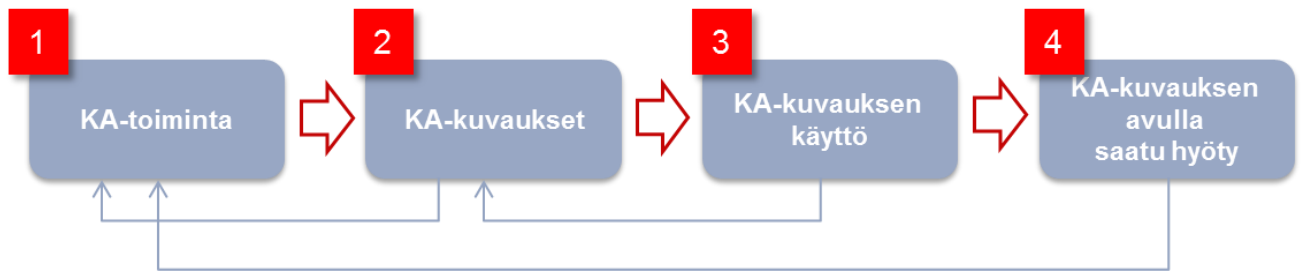 1
KA-toiminta
2
KA-kuvaukset
3
KA-kuvauksen
käyttö
4
KA-kuvauksen
avulla
saatu hyöty